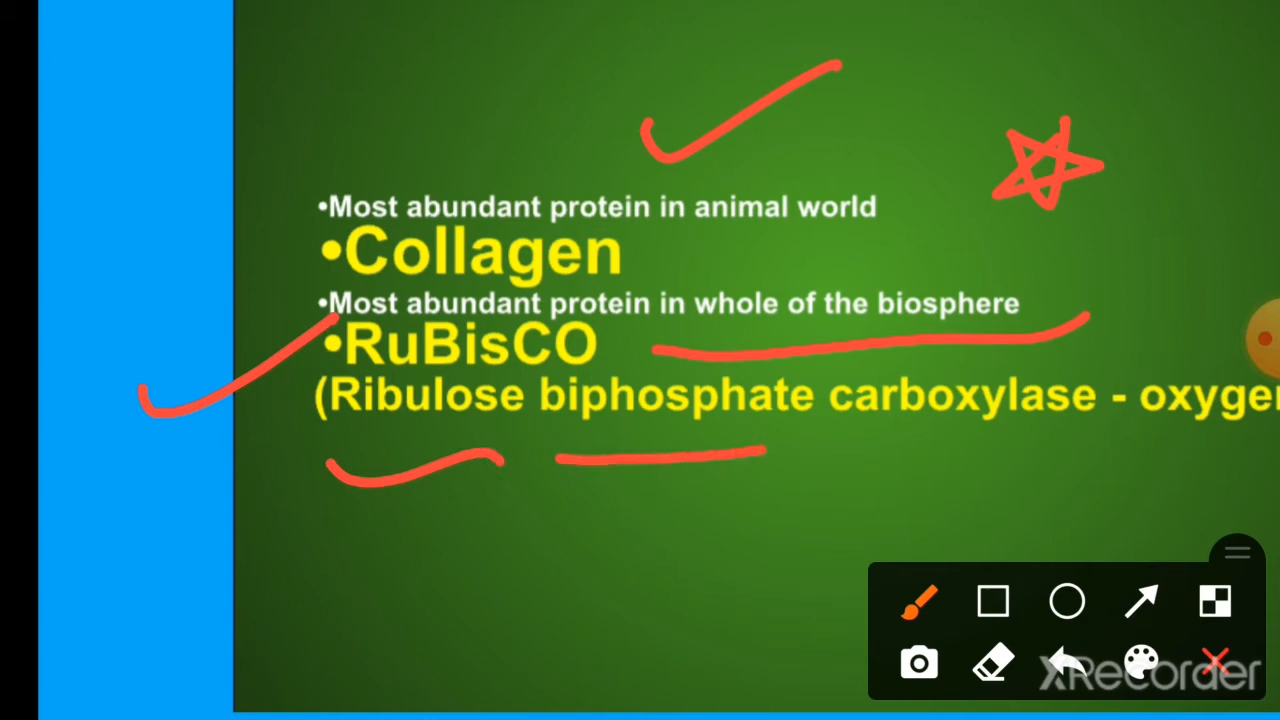 •Most abundant protein in animal world
•Collagen
•Most abundant protein in whole of the biosphere
•RuBisCO
(Ribulose biphosphate carboxylase - oxyger
XRecorder